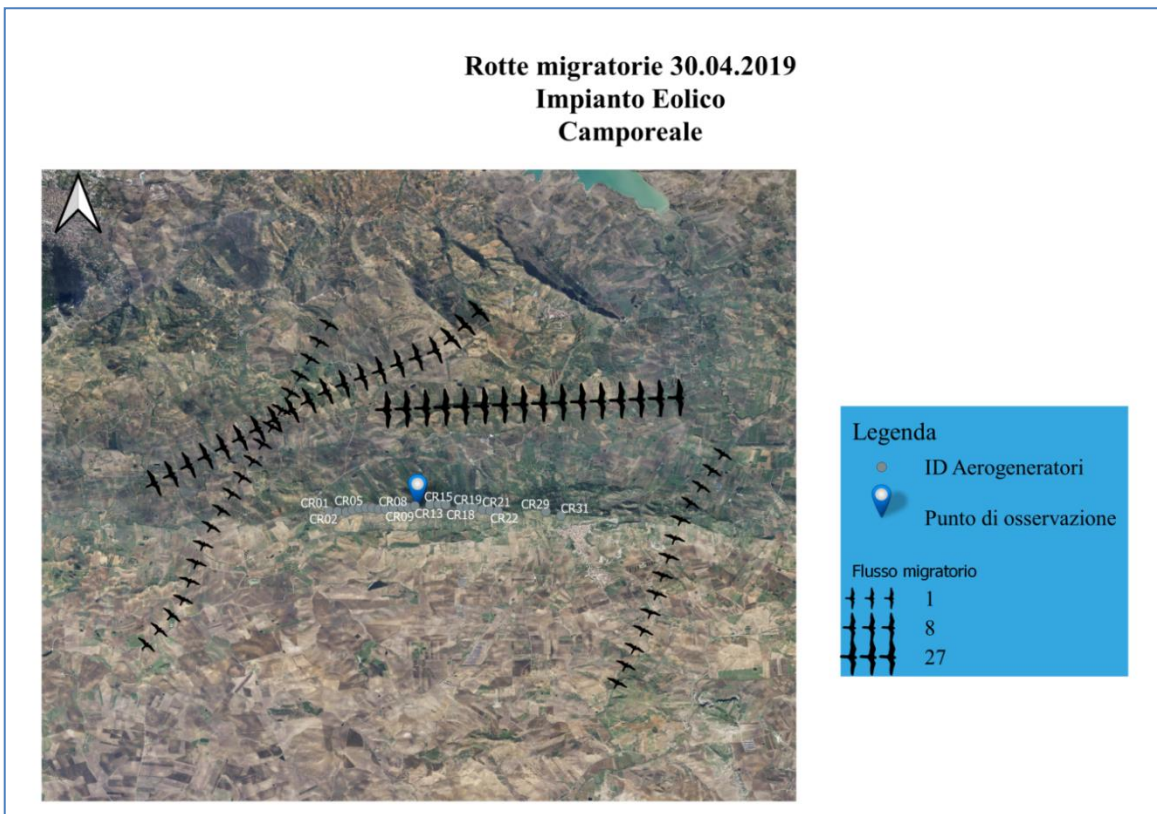 Rotte migratorie 30.04.2019
Impianto Eolico
Camporeale
CR01
CR05
CR08
CR15
CR19
CR21
CR29
CR31
CR02
CR09
CR13
CR18
CR22
Legenda
ID Aerogeneratori
Punto di osservazione
Flusso migratorio
1
8
27